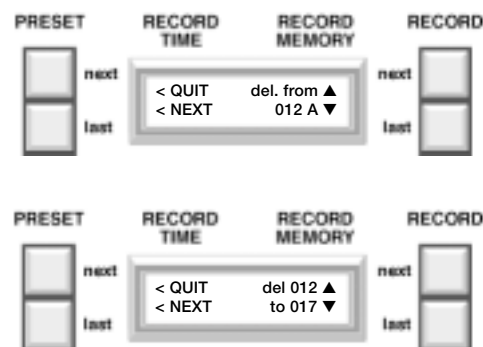 PRESET RECORD TIME RECORD MEMORY RECORD
next next
< QUIT del. from ▲
< NEXT 012 A ▼
last last
PRESET RECORD TIME RECORD MEMORY RECORD
next next
< QUIT del 012 ▲
< NEXT to 017 ▼
last last